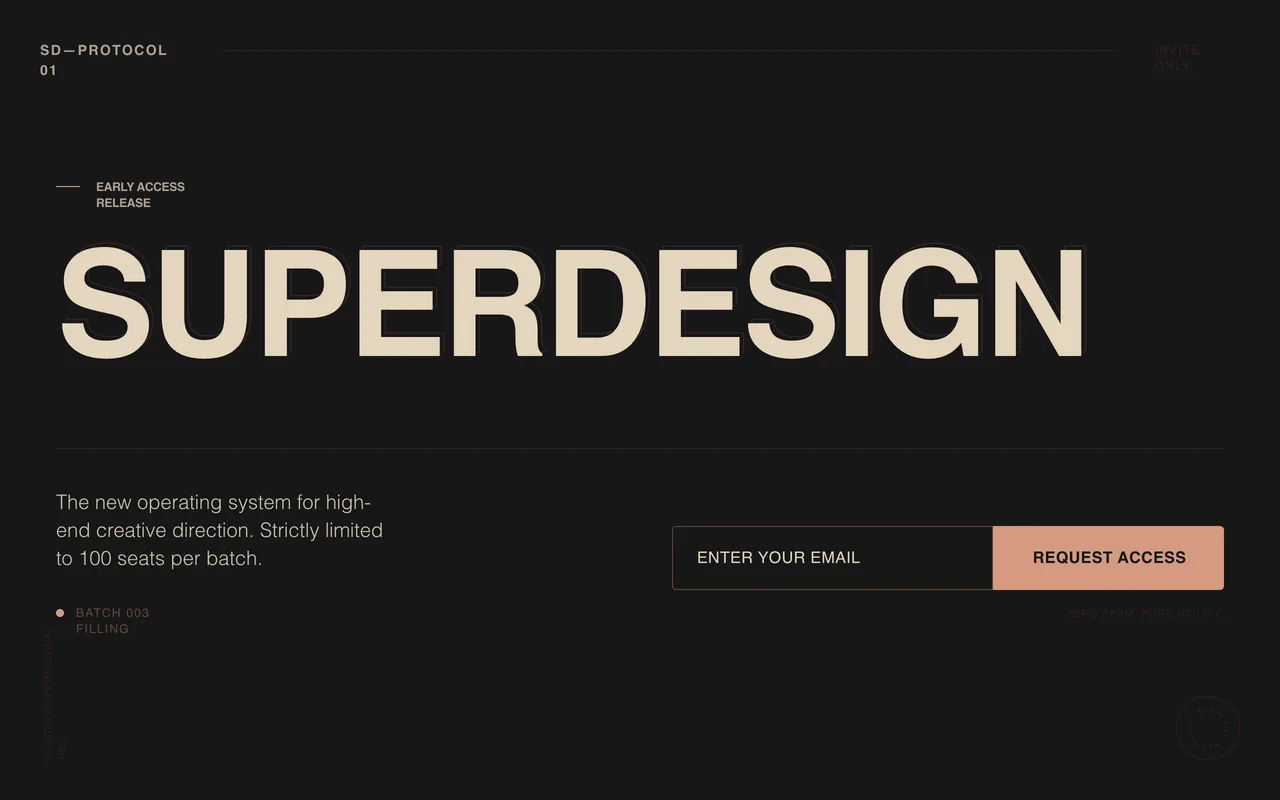 SD—PROTOCOL
01
INVITE
ONLY
EARLY ACCESS
RELEASE
SUPERDESIGN
The new operating system for high-
end creative direction. Strictly limited
to 100 seats per batch.
ENTER YOUR EMAIL
REQUEST ACCESS
BATCH 003
FILLING
ZERO SPAM. PURE UTILITY.
© 2024 SUPERDESIGN
INC.